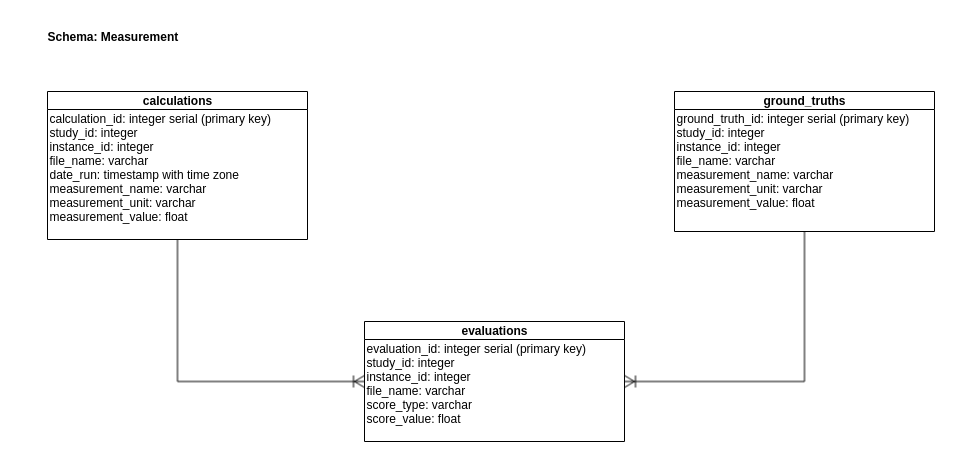 Schema: Measurement
calculations
calculation_id: integer serial (primary key)
study_id: integer
instance_id: integer
file_name: varchar
date_run: timestamp with time zone
measurement_name: varchar
measurement_unit: varchar
measurement_value: float
ground_truths
ground_truth_id: integer serial (primary key)
study_id: integer
instance_id: integer
file_name: varchar
measurement_name: varchar
measurement_unit: varchar
measurement_value: float
evaluations
evaluation_id: integer serial (primary key)
study_id: integer
instance_id: integer
file_name: varchar
score_type: varchar
score_value: float